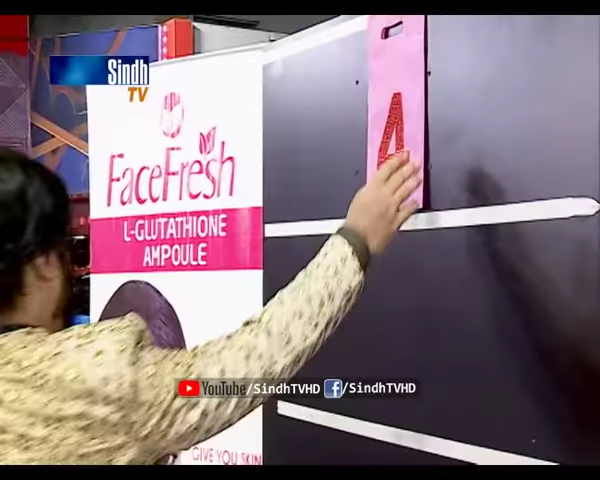 Sindh
TV
4
FaceFresh
L-GLUTATHIONE
AMPOULE
YouTube/SindhTVHD f/SindhTVHD
GIVE YOU SKIN